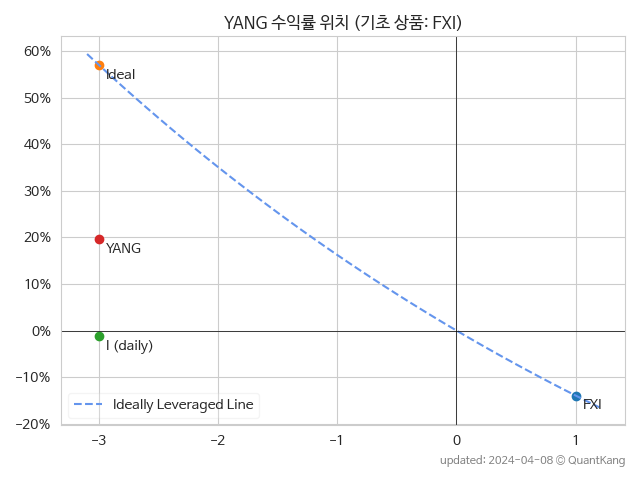 YANG 수익률 위치 (기초 상품: FXI)
60%
50%
40%
30%
20%
10%
0%
−10%
−20%
Ideal
YANG
I (daily)
FXI
Ideally Leveraged Line
−3
−2
−1
0
1
updated: 2024-04-08 © QuantKang